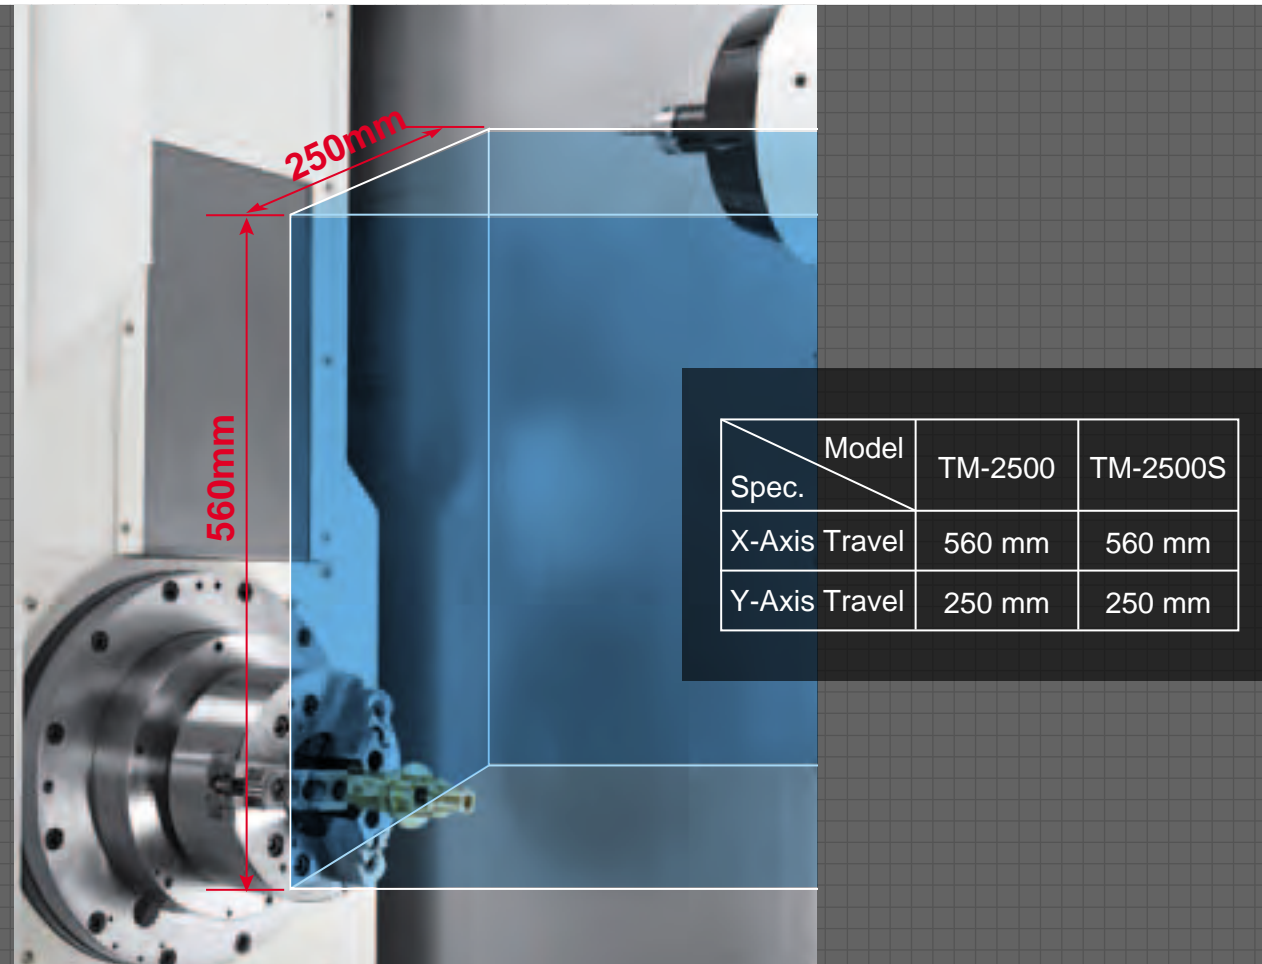 250mm
560mm
Model
Spec.
TM-2500
TM-2500S
X-Axis Travel
560 mm
560 mm
Y-Axis Travel
250 mm
250 mm